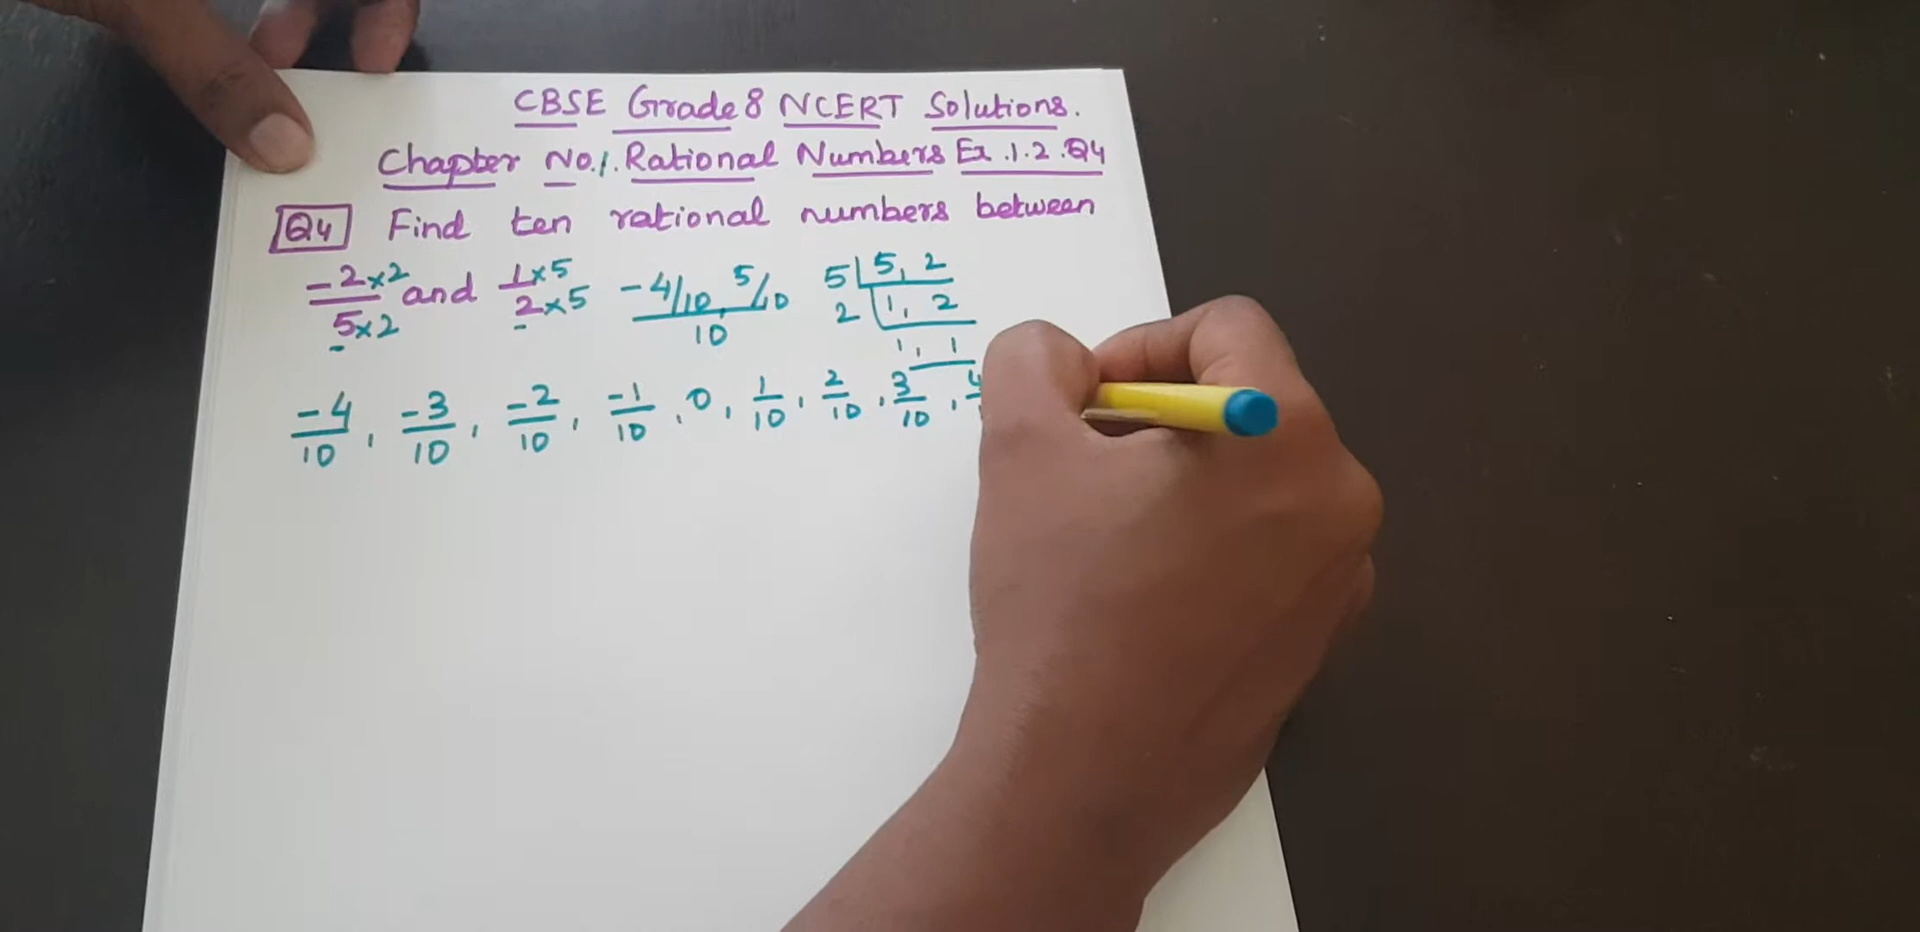 CBSE Grade 8 NCERT Solutions.
Chapter No.1. Rational Numbers Ex.1.2.Q4
Q4 Find ten rational numbers between
-2×2/5×2 and 1×5/2×5 -4/10, 5/10 / 10
5 | 5, 2
2 | 1, 2
1, 1
-4/10, -3/10, -2/10, -1/10, 0, 1/10, 2/10, 3/10, 4